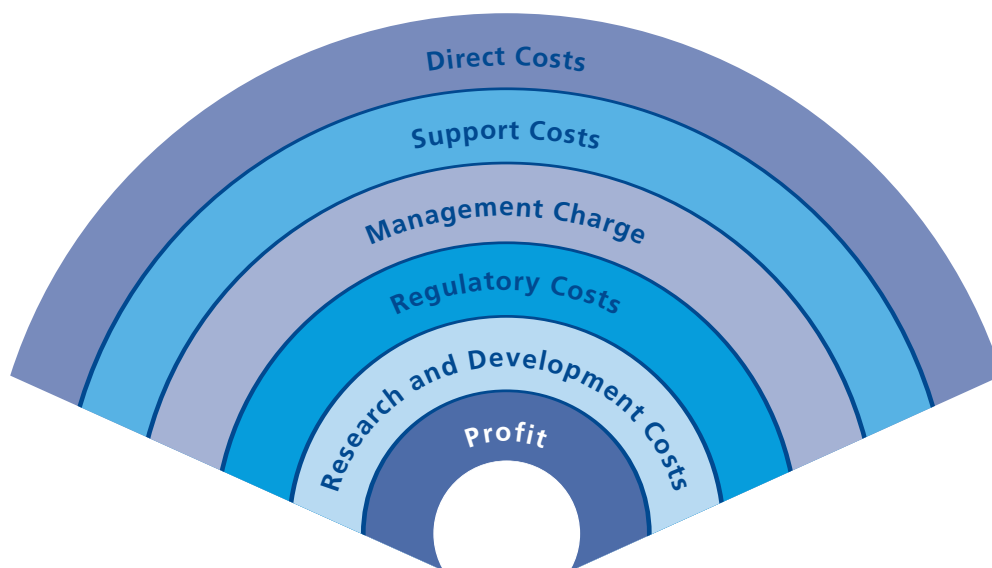 Direct Costs
Support Costs
Management Charge
Regulatory Costs
Research and Development Costs
Profit